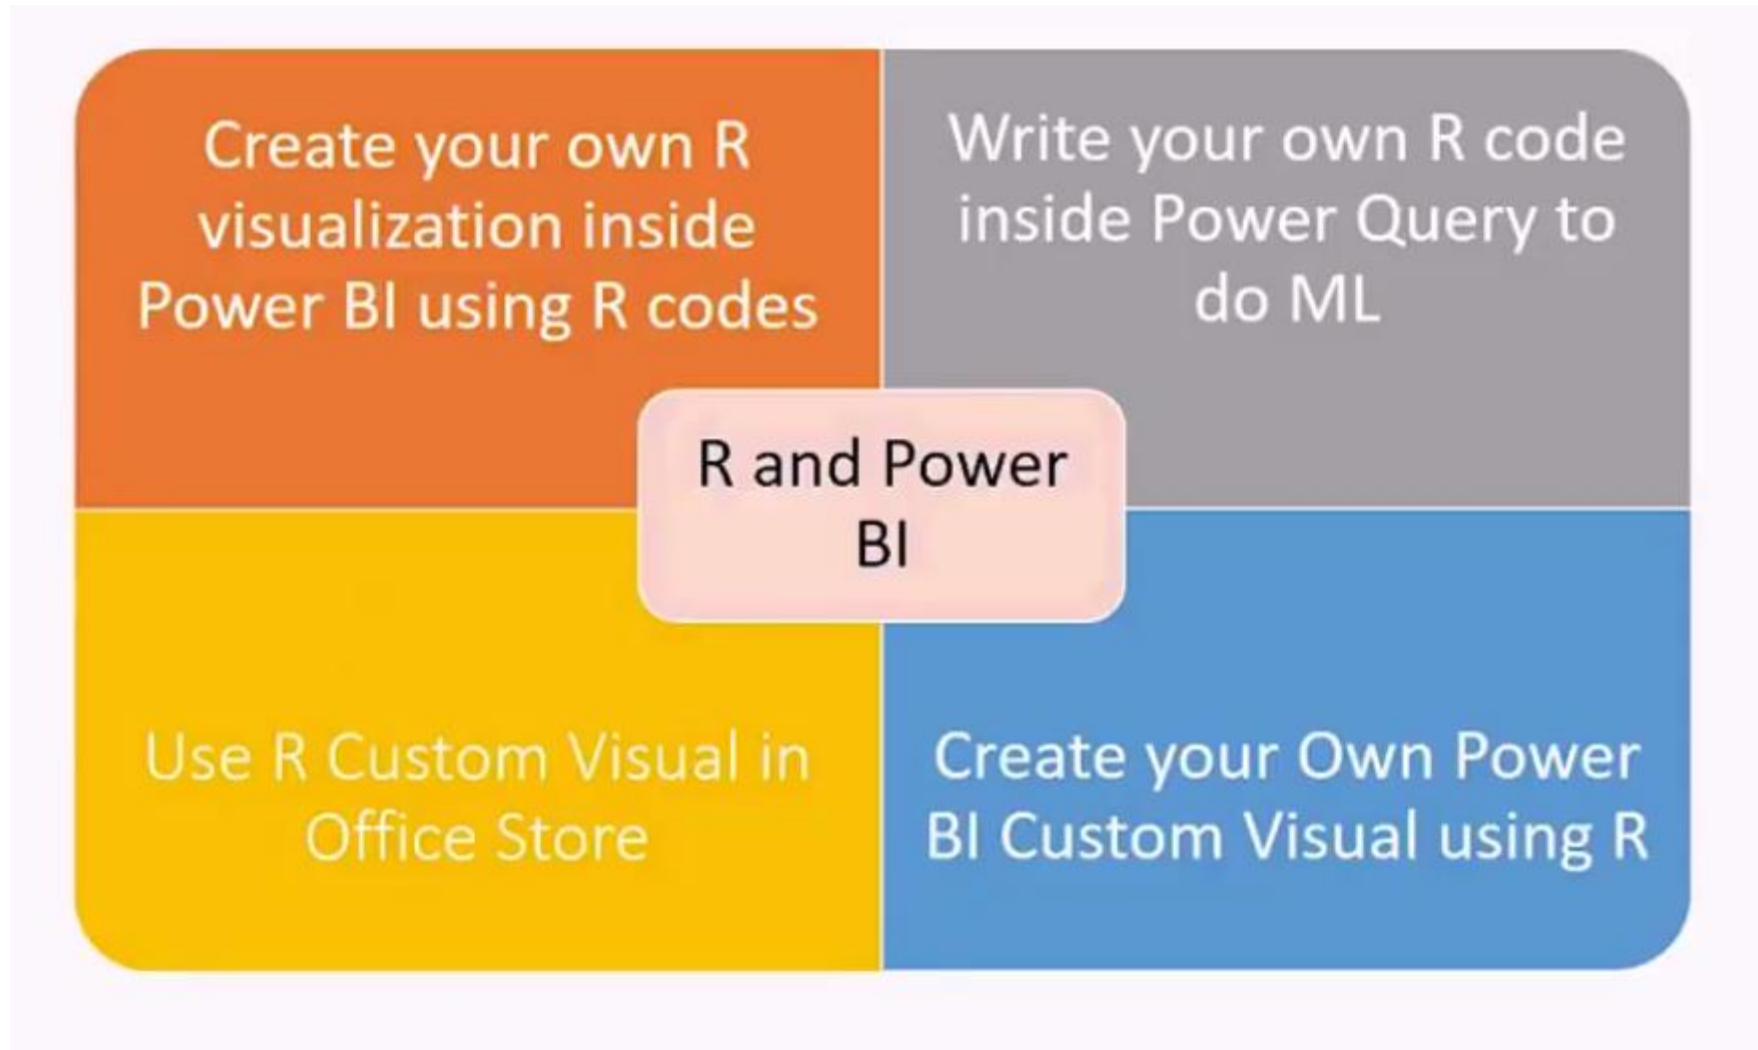 Create your own R
visualization inside
Power BI using R codes
Write your own R code
inside Power Query to
do ML
R and Power
BI
Use R Custom Visual in
Office Store
Create your Own Power
BI Custom Visual using R